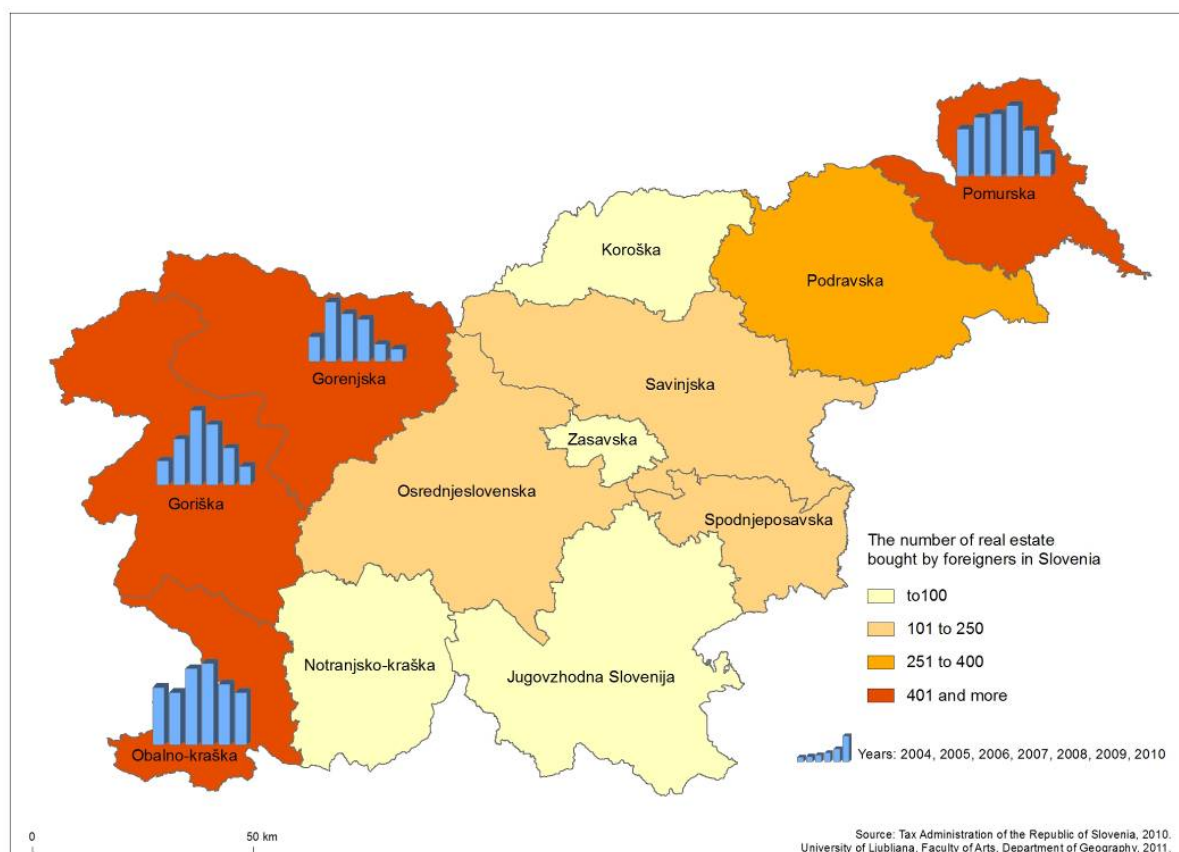 Pomurska
Koroška
Podravska
Gorenjska
Savinjska
Zasavska
Osrednjeslovenska
Goriška
Spodnjeposavska
The number of real estate
bought by foreigners in Slovenia
to100
101 to 250
251 to 400
401 and more
Notranjsko-kraška
Jugovzhodna Slovenija
Obalno-kraška
Years: 2004, 2005, 2006, 2007, 2008, 2009, 2010
0 50 km
Source: Tax Administration of the Republic of Slovenia, 2010.
University of Ljubljana, Faculty of Arts, Department of Geography, 2011.